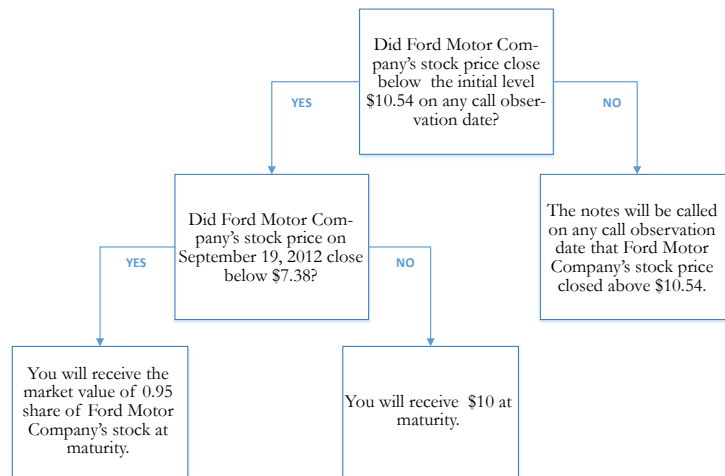 Did Ford Motor Com-
pany's stock price close
below the initial level
$10.54 on any call obser-
vation date?
YES
NO
Did Ford Motor Com-
pany's stock price on
September 19, 2012 close
below $7.38?
The notes will be called
on any call observation
date that Ford Motor
Company's stock price
closed above $10.54.
YES
NO
You will receive the
market value of 0.95
share of Ford Motor
Company's stock at
maturity.
You will receive $10 at
maturity.